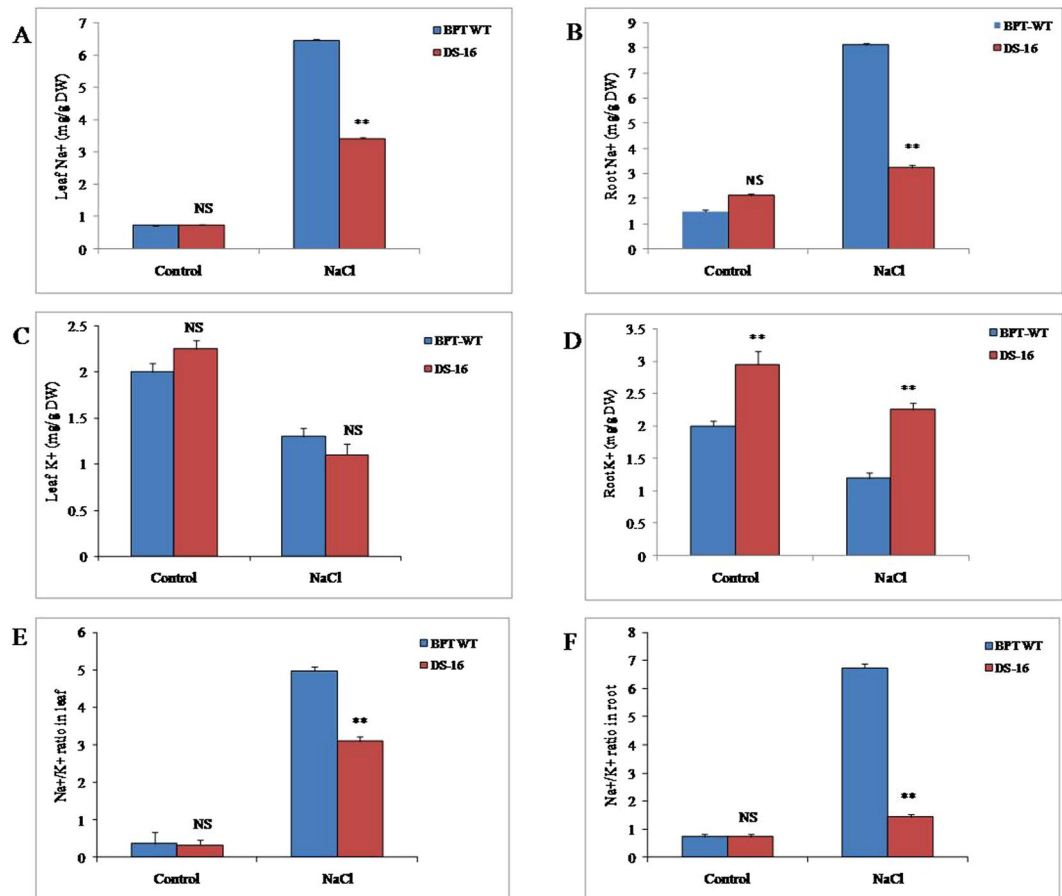 A
Leaf Na+ (mg/g DW)
7
6
5
4
3
2
1
0
NS
**
Control
NaCl
BPT WT
DS-16
B
Root Na+ (mg/g DW)
9
8
7
6
5
4
3
2
1
0
NS
**
Control
NaCl
BPT-WT
DS-16
C
Leaf K+ (mg/g DW)
2.5
2
1.5
1
0.5
0
NS
NS
Control
NaCl
BPT-WT
DS-16
D
Root K+ (mg/g DW)
3.5
3
2.5
2
1.5
1
0.5
0
**
**
Control
NaCl
BPT-WT
DS-16
E
Na+/K+ ratio in leaf
6
5
4
3
2
1
0
NS
**
Control
NaCl
BPT WT
DS-16
F
Na+/K+ ratio in root
8
7
6
5
4
3
2
1
0
NS
**
Control
NaCl
BPT WT
DS-16